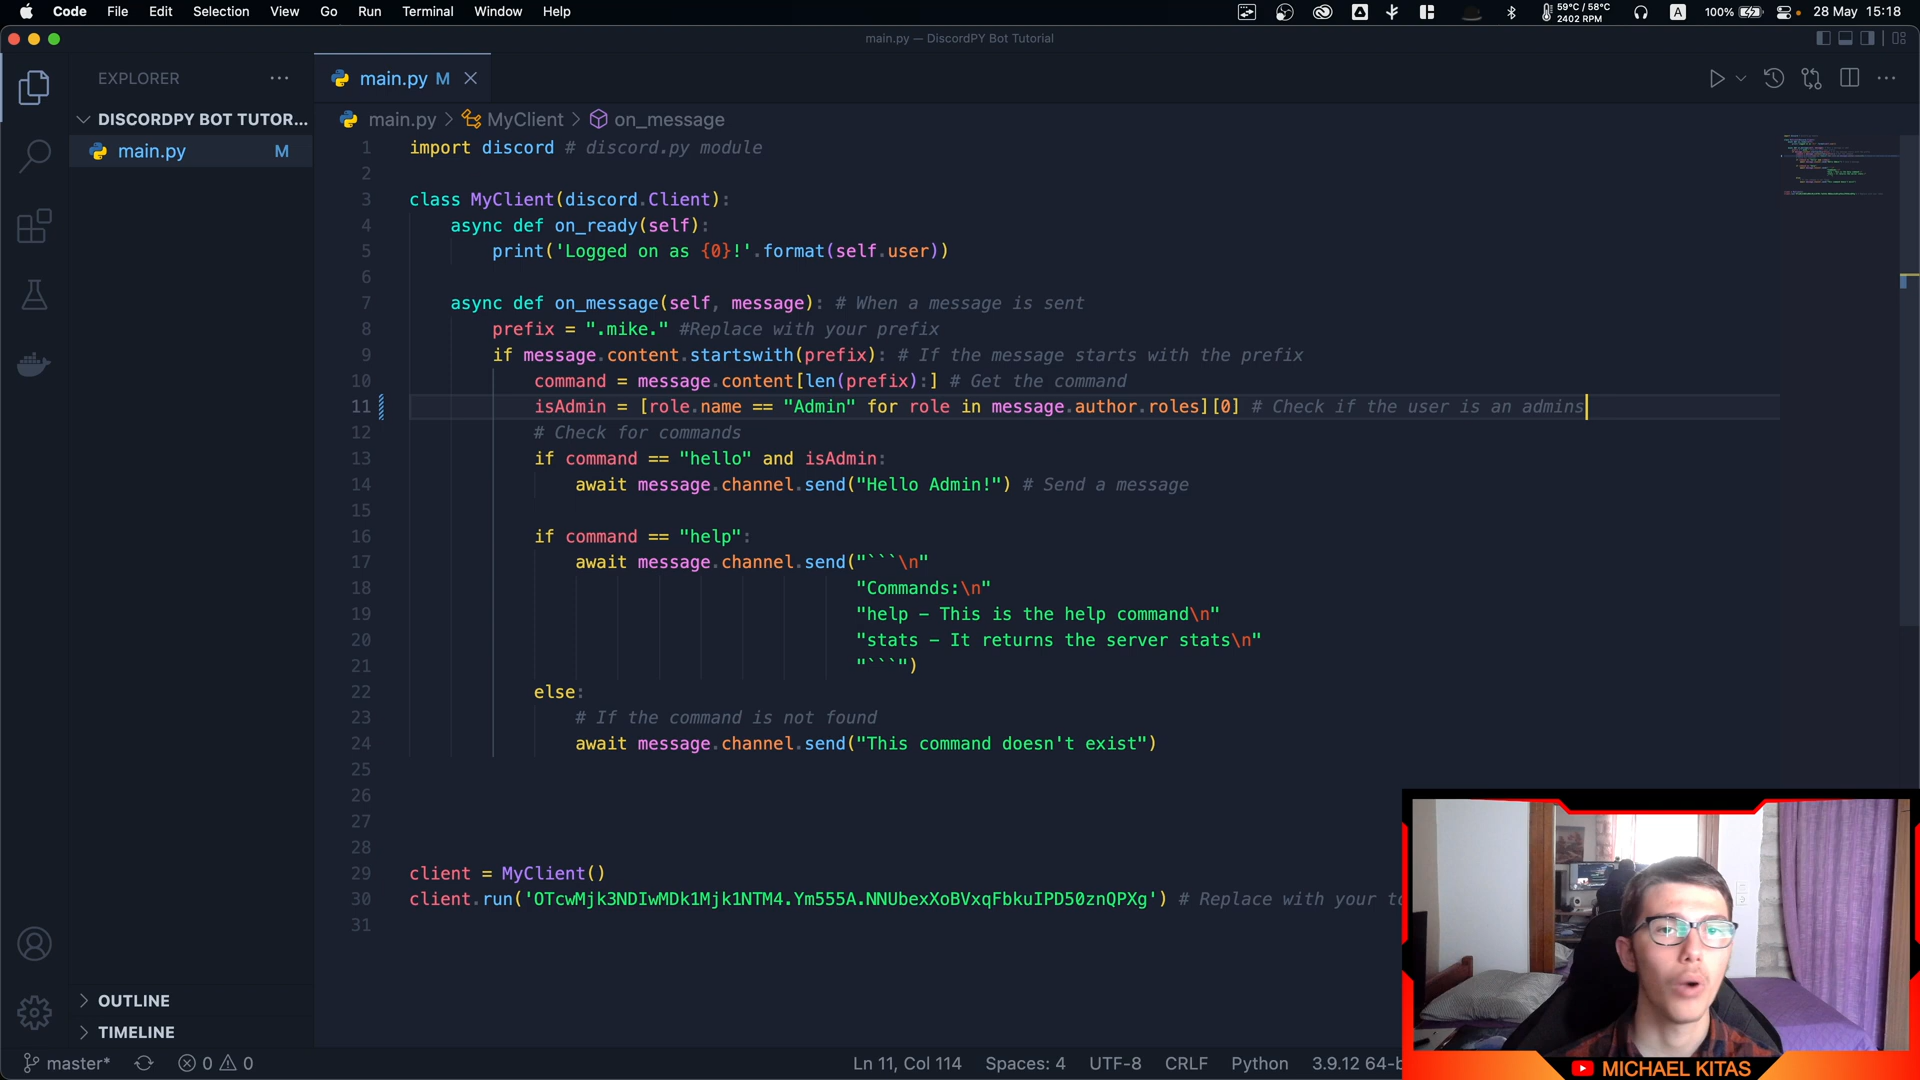 Code File Edit Selection View Go Run Terminal Window Help
59°C / 58°C
2402 RPM
A 100% 28 May 15:18
main.py — DiscordPY Bot Tutorial
EXPLORER ···
main.py M
DISCORDPY BOT TUTOR...
main.py M
main.py > MyClient > on_message
1 import discord # discord.py module
2
3 class MyClient(discord.Client):
4 async def on_ready(self):
5 print('Logged on as {0}!'.format(self.user))
6
7 async def on_message(self, message): # When a message is sent
8 prefix = ".mike." #Replace with your prefix
9 if message.content.startswith(prefix): # If the message starts with the prefix
10 command = message.content[len(prefix):] # Get the command
11 isAdmin = [role.name == "Admin" for role in message.author.roles][0] # Check if the user is an admins
12 # Check for commands
13 if command == "hello" and isAdmin:
14 await message.channel.send("Hello Admin!") # Send a message
15
16 if command == "help":
17 await message.channel.send("```\n"
18 "Commands:\n"
19 "help – This is the help command\n"
20 "stats – It returns the server stats\n"
21 "```")
22 else:
23 # If the command is not found
24 await message.channel.send("This command doesn't exist")
25
26
27
28
29 client = MyClient()
30 client.run('OTcwMjk3NDIwMDk1Mjk1NTM4.Ym555A.NNUbexXoBVxqFbkuIPD50znQPXg') # Replace with your to
31
OUTLINE
TIMELINE
master* 0 0
Ln 11, Col 114 Spaces: 4 UTF-8 CRLF Python 3.9.12 64-b
MICHAEL KITAS